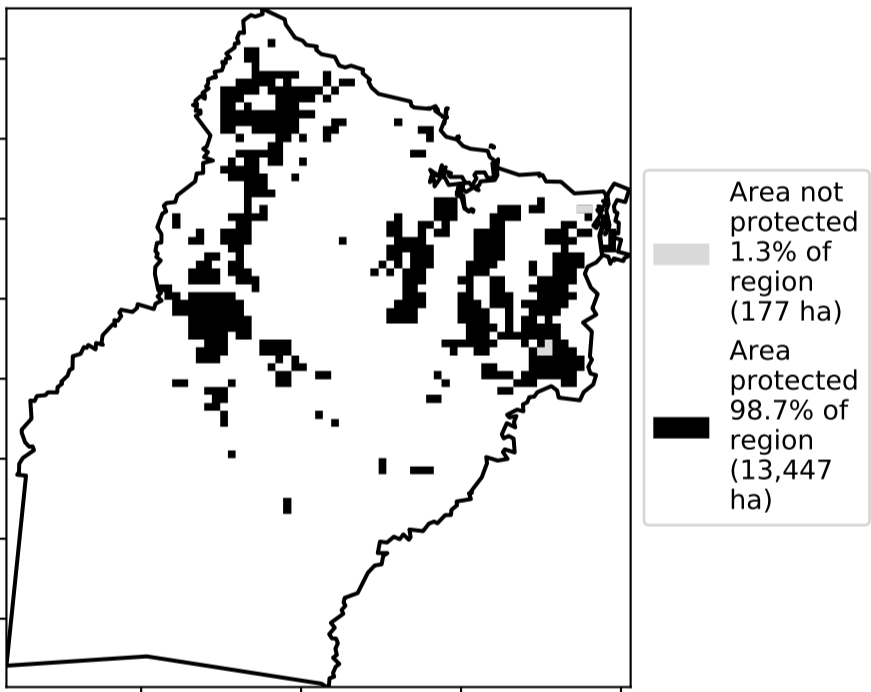 Area not
protected
1.3% of
region
(177 ha)
Area
protected
98.7% of
region
(13,447
ha)